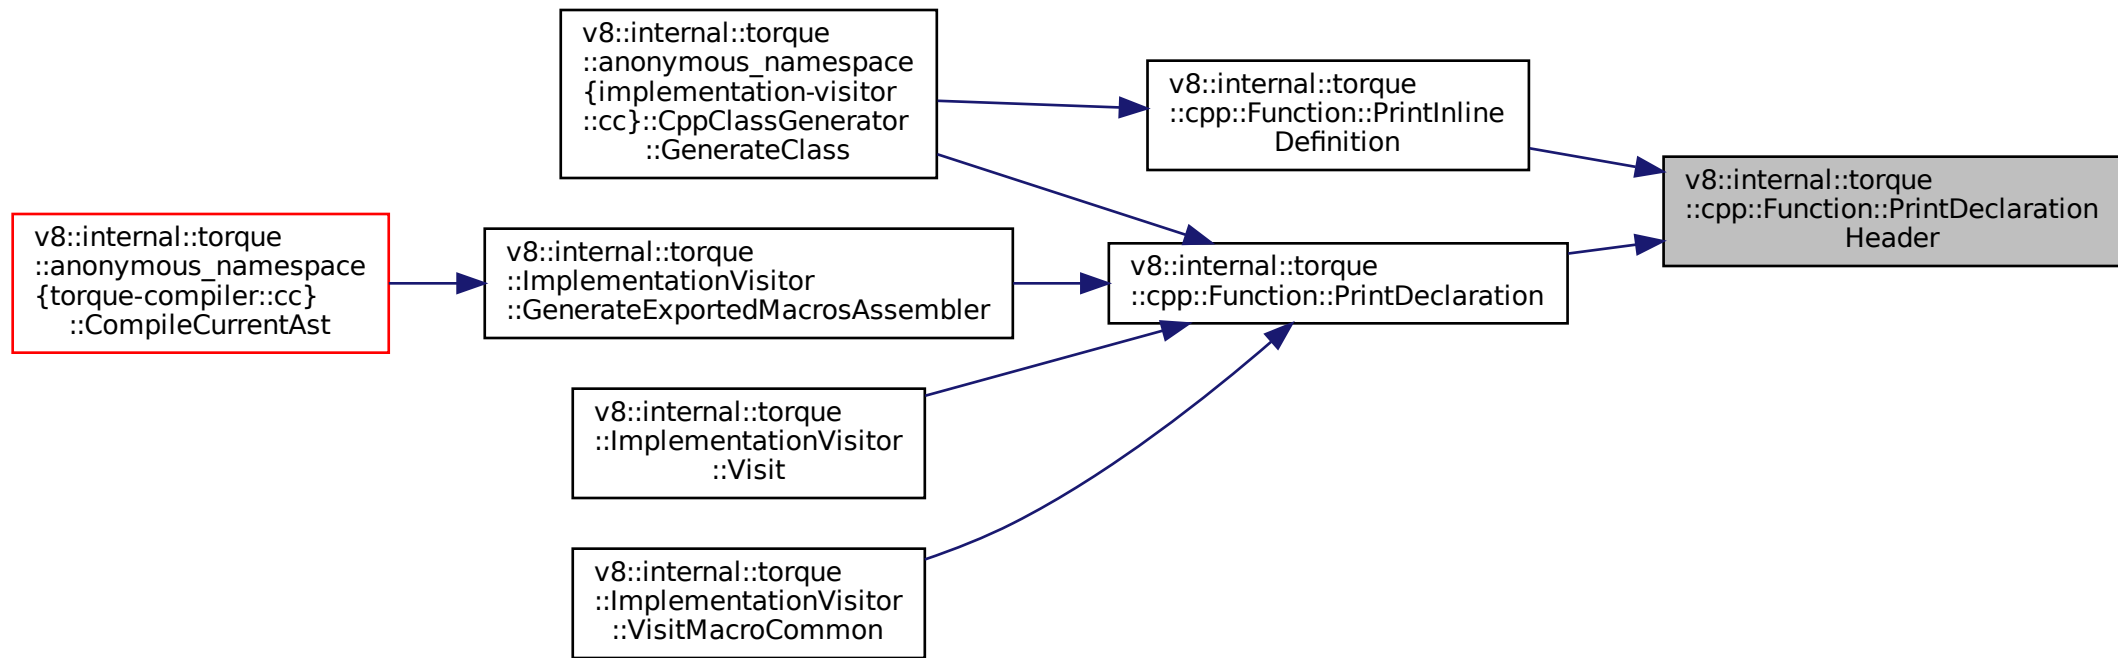 v8::internal::torque
::anonymous_namespace
{implementation-visitor
::cc}::CppClassGenerator
::GenerateClass
v8::internal::torque
::cpp::Function::PrintInline
Definition
v8::internal::torque
::cpp::Function::PrintDeclaration
Header
v8::internal::torque
::anonymous_namespace
{torque-compiler::cc}
::CompileCurrentAst
v8::internal::torque
::ImplementationVisitor
::GenerateExportedMacrosAssembler
v8::internal::torque
::cpp::Function::PrintDeclaration
v8::internal::torque
::ImplementationVisitor
::Visit
v8::internal::torque
::ImplementationVisitor
::VisitMacroCommon